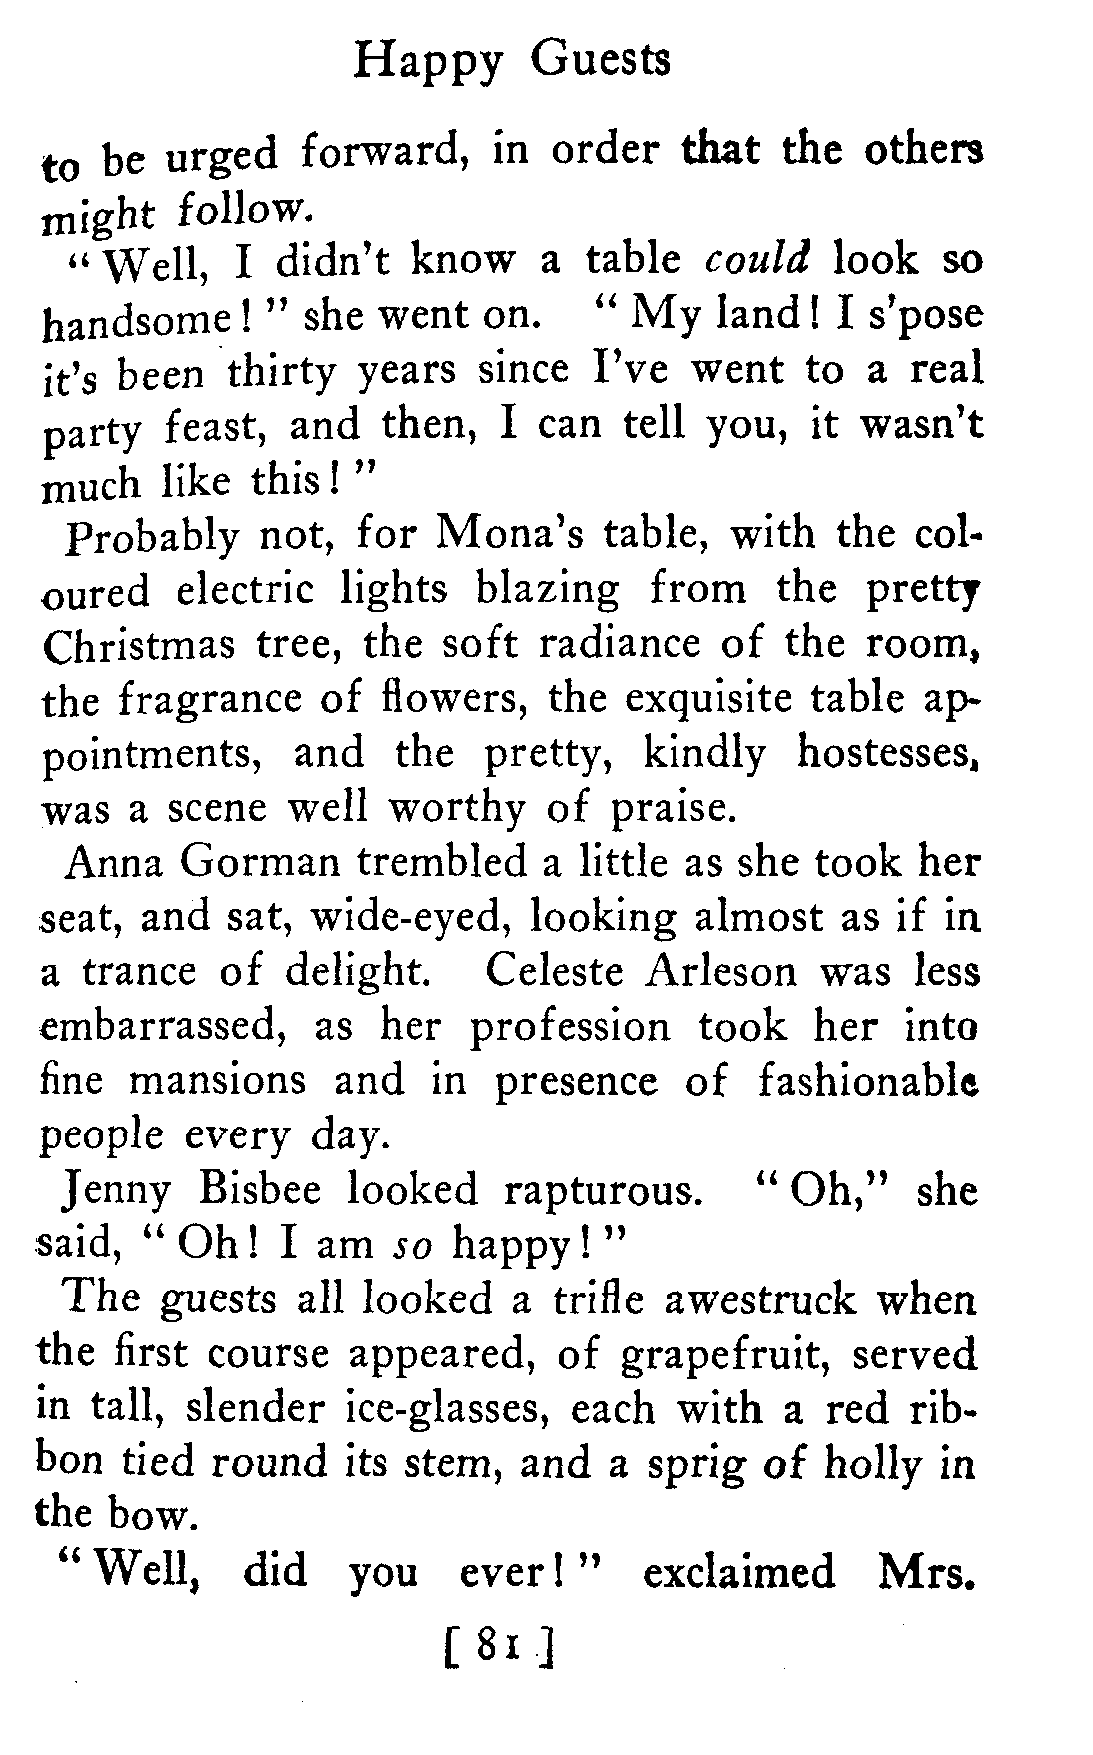 Happy Guests
to be urged forward, in order that the others
might follow.
“ Well, I didn’t know a table could look so
handsome ! ” she went on. “ My land ! I s’pose
it’s been thirty years since I’ve went to a real
party feast, and then, I can tell you, it wasn’t
much like this ! ”
Probably not, for Mona’s table, with the col-
oured electric lights blazing from the pretty
Christmas tree, the soft radiance of the room,
the fragrance of flowers, the exquisite table ap-
pointments, and the pretty, kindly hostesses,
was a scene well worthy of praise.
Anna Gorman trembled a little as she took her
seat, and sat, wide-eyed, looking almost as if in
a trance of delight. Celeste Arleson was less
embarrassed, as her profession took her into
fine mansions and in presence of fashionable
people every day.
Jenny Bisbee looked rapturous. “ Oh,” she
said, “ Oh ! I am so happy ! ”
The guests all looked a trifle awestruck when
the first course appeared, of grapefruit, served
in tall, slender ice-glasses, each with a red rib-
bon tied round its stem, and a sprig of holly in
the bow.
“ Well, did you ever ! ” exclaimed Mrs.
[ 81 ]